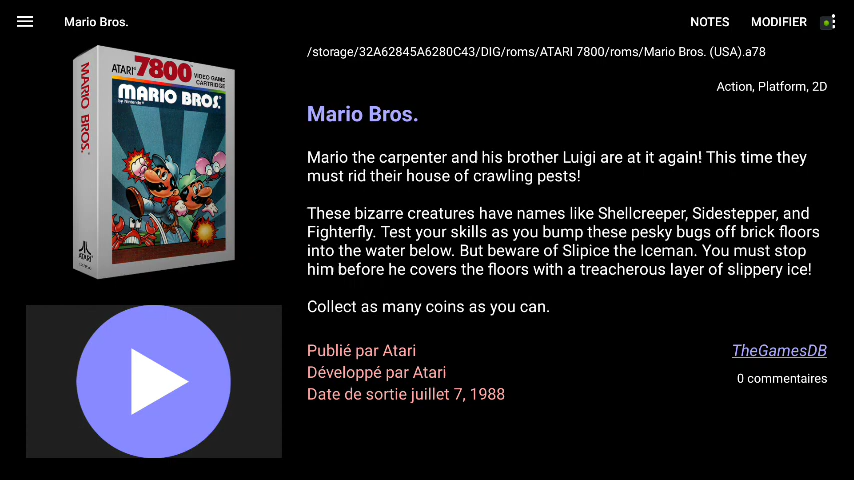 Mario Bros.
NOTES
MODIFIER
/storage/32A62845A6280C43/DIG/roms/ATARI 7800/roms/Mario Bros. (USA).a78
Action, Platform, 2D
MARIO BROS.
ATARI 7800 VIDEO GAME
CARTRIDGE
MARIO BROS.
by Nintendo
ATARI
Mario Bros.
Mario the carpenter and his brother Luigi are at it again! This time they
must rid their house of crawling pests!
These bizarre creatures have names like Shellcreeper, Sidestepper, and
Fighterfly. Test your skills as you bump these pesky bugs off brick floors
into the water below. But beware of Slipice the Iceman. You must stop
him before he covers the floors with a treacherous layer of slippery ice!
Collect as many coins as you can.
Publié par Atari
Développé par Atari
Date de sortie juillet 7, 1988
TheGamesDB
0 commentaires